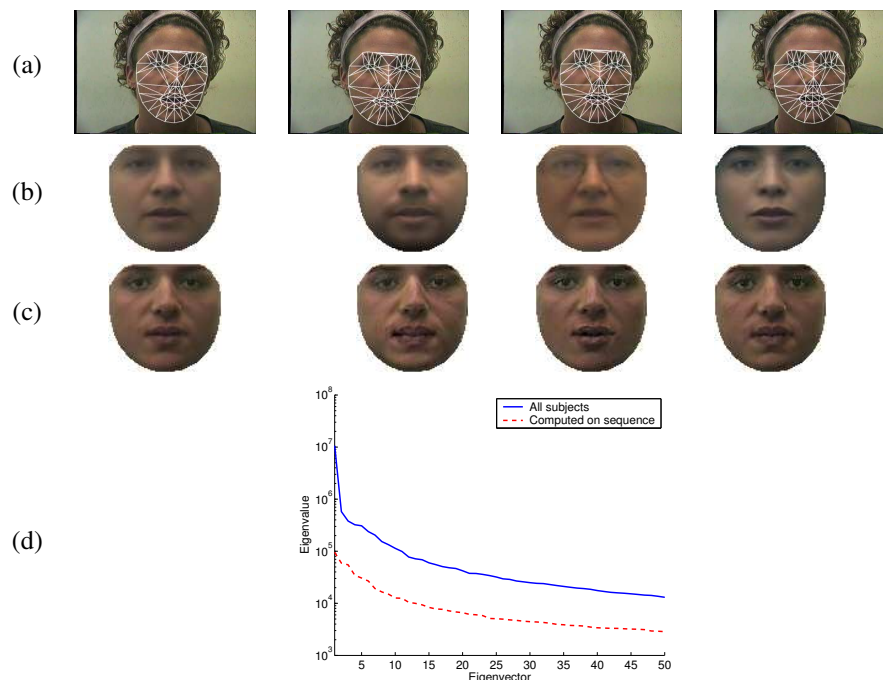 (a)
(b)
(c)
(d)
10^8
10^7
10^6
10^5
10^4
10^3
Eigenvalue
All subjects
Computed on sequence
5 10 15 20 25 30 35 40 45 50
Eigenvector